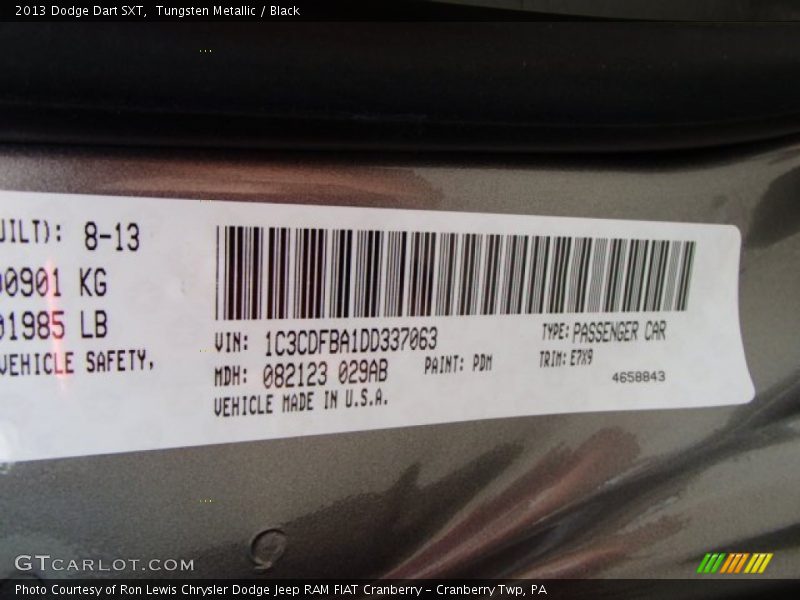 2013 Dodge Dart SXT, Tungsten Metallic / Black
UILT): 8-13
00901 KG
01985 LB
VEHICLE SAFETY,
VIN: 1C3CDFBA1DD337063
TYPE: PASSENGER CAR
MDH: 082123 029AB
PAINT: PDM
TRIM: E7X9
VEHICLE MADE IN U.S.A.
4658843
GTCARLOT.COM
Photo Courtesy of Ron Lewis Chrysler Dodge Jeep RAM FIAT Cranberry – Cranberry Twp, PA